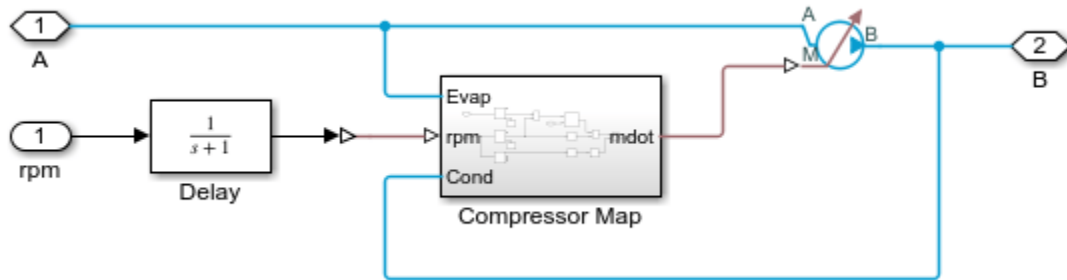 1
A
A
B
M
2
B
Evap
1
rpm
1
s + 1
rpm
mdot
Cond
Delay
Compressor Map